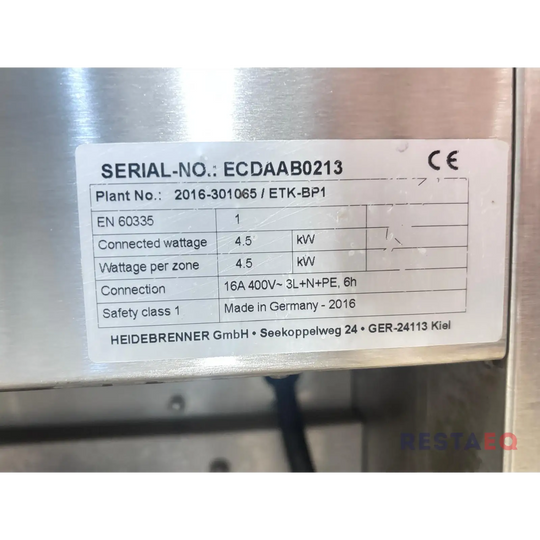 SERIAL-NO.: ECDAAB0213
CE
Plant No.: 2016-301065 / ETK-BP1
EN 60335 1
Connected wattage 4.5 kW
Wattage per zone 4.5 kW
Connection 16A 400V~ 3L+N+PE, 6h
Safety class 1 Made in Germany - 2016
HEIDEBRENNER GmbH • Seekoppelweg 24 • GER-24113 Kiel
RESTAEQ